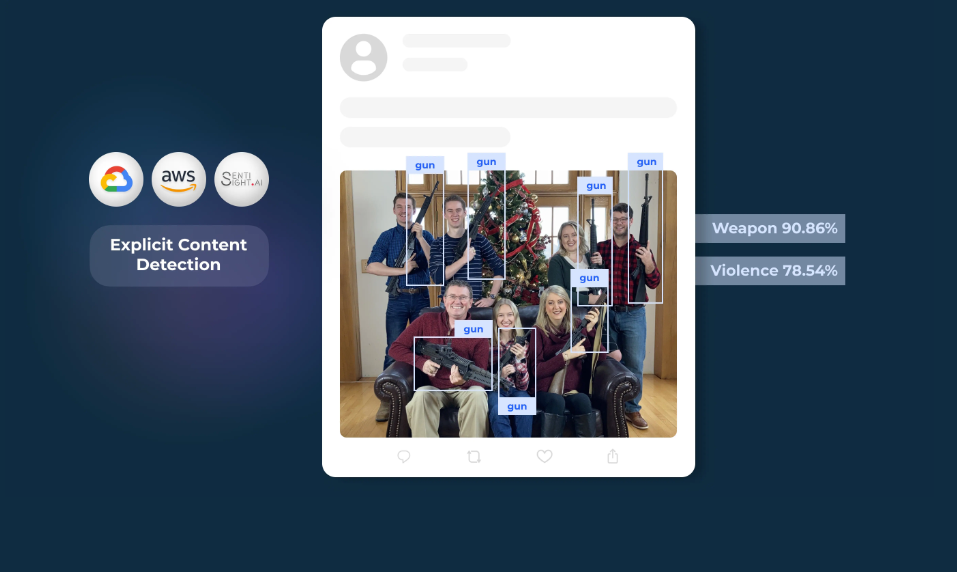 aws
SENTI
SIGHT.AI
Explicit Content
Detection
gun
gun
gun
gun
gun
gun
gun
Weapon 90.86%
Violence 78.54%